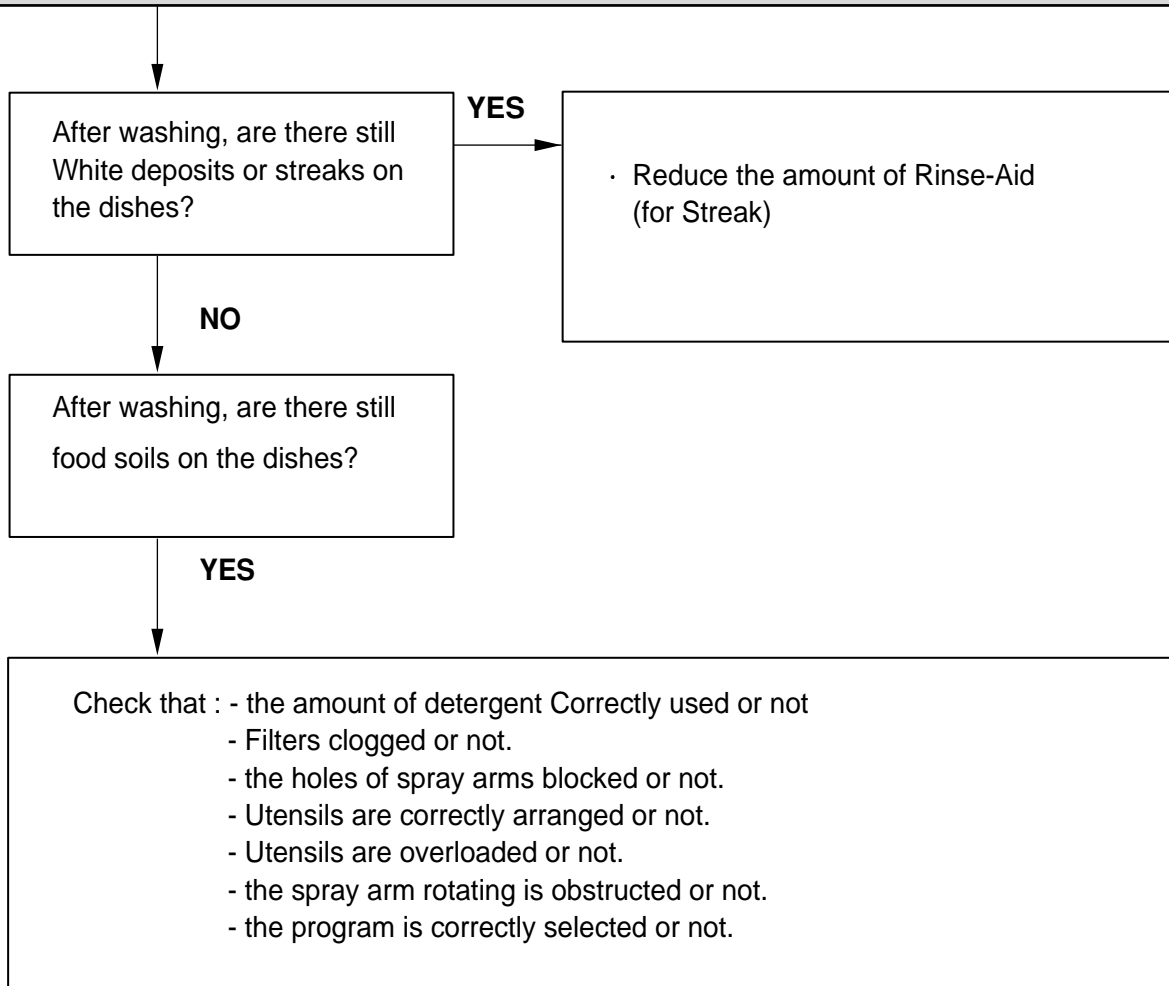 After washing, are there still
White deposits or streaks on
the dishes?
YES
· Reduce the amount of Rinse-Aid
(for Streak)
NO
After washing, are there still
food soils on the dishes?
YES
Check that : - the amount of detergent Correctly used or not
- Filters clogged or not.
- the holes of spray arms blocked or not.
- Utensils are correctly arranged or not.
- Utensils are overloaded or not.
- the spray arm rotating is obstructed or not.
- the program is correctly selected or not.